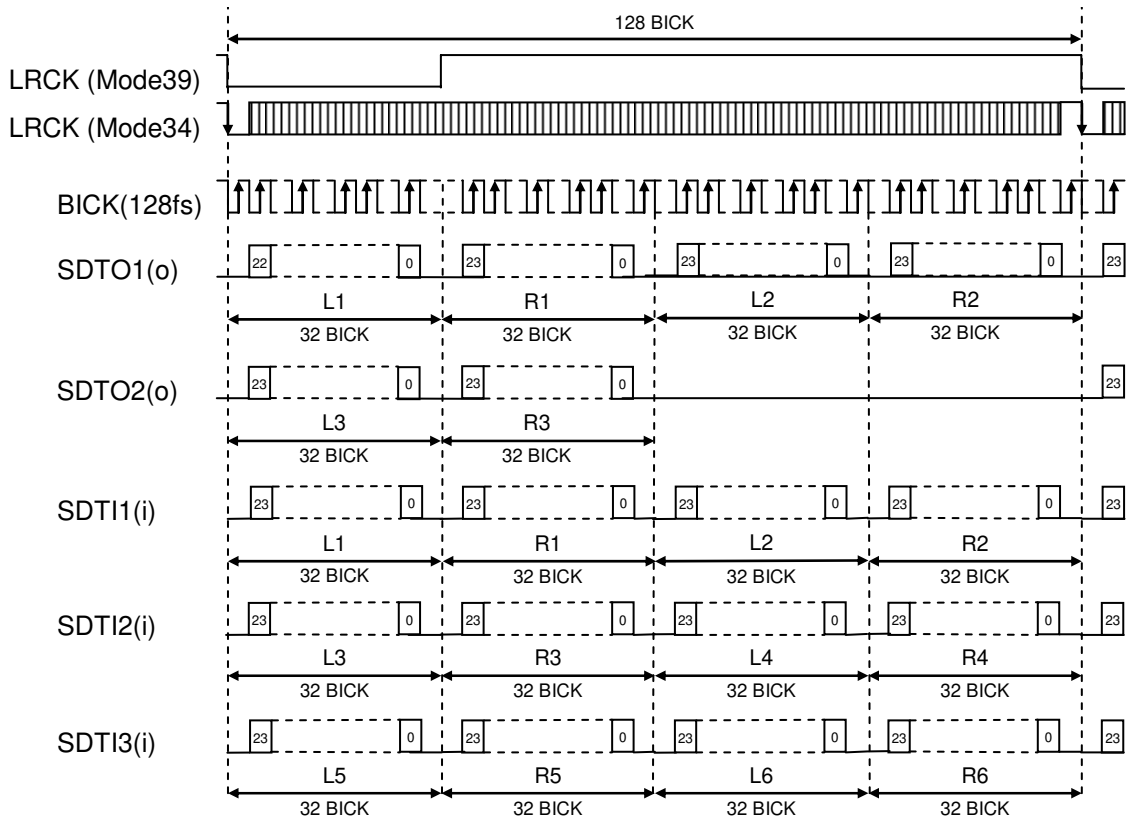 128 BICK
LRCK (Mode39)
LRCK (Mode34)
BICK(128fs)
SDTO1(o) 22 0 23 0 23 0 23 0 23
L1 R1 L2 R2
32 BICK 32 BICK 32 BICK 32 BICK
SDTO2(o) 23 0 23 0 23
L3 R3
32 BICK 32 BICK
SDTI1(i) 23 0 23 0 23 0 23 0 23
L1 R1 L2 R2
32 BICK 32 BICK 32 BICK 32 BICK
SDTI2(i) 23 0 23 0 23 0 23 0 23
L3 R3 L4 R4
32 BICK 32 BICK 32 BICK 32 BICK
SDTI3(i) 23 0 23 0 23 0 23 0 23
L5 R5 L6 R6
32 BICK 32 BICK 32 BICK 32 BICK